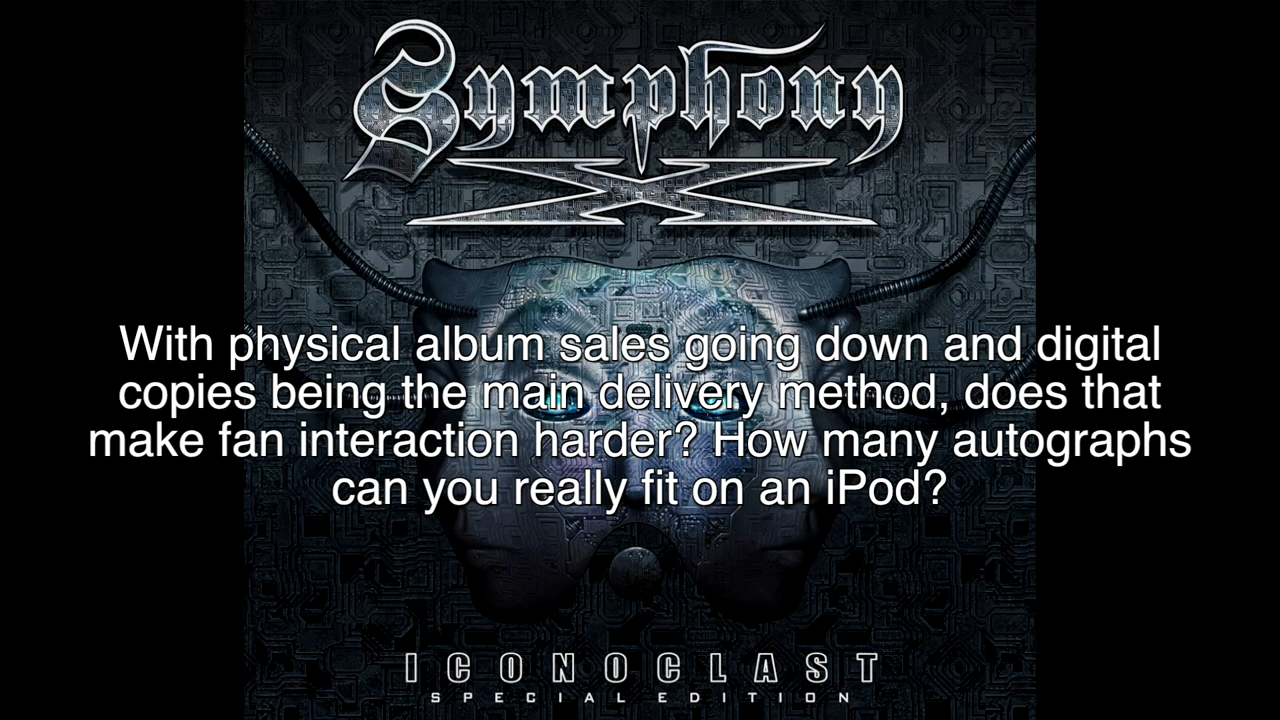 Symphony
X
With physical album sales going down and digital
copies being the main delivery method, does that
make fan interaction harder? How many autographs
can you really fit on an iPod?
ICONOCLAST
SPECIAL EDITION